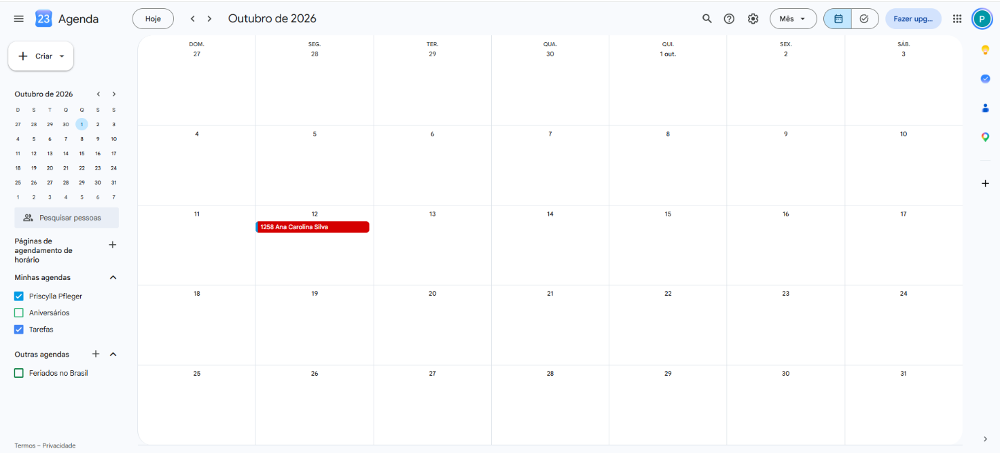 23 Agenda Hoje Outubro de 2026 Mês Fazer upg... P
Criar
Outubro de 2026
D S T Q Q S S
27 28 29 30 1 2 3
4 5 6 7 8 9 10
11 12 13 14 15 16 17
18 19 20 21 22 23 24
25 26 27 28 29 30 31
1 2 3 4 5 6 7
Pesquisar pessoas
Páginas de
agendamento de
horário
Minhas agendas
Priscylla Pfleger
Aniversários
Tarefas
Outras agendas
Feriados no Brasil
Termos – Privacidade
DOM. SEG. TER. QUA. QUI. SEX. SÁB.
27 28 29 30 1 out. 2 3
4 5 6 7 8 9 10
11 12 13 14 15 16 17
1258 Ana Carolina Silva
18 19 20 21 22 23 24
25 26 27 28 29 30 31